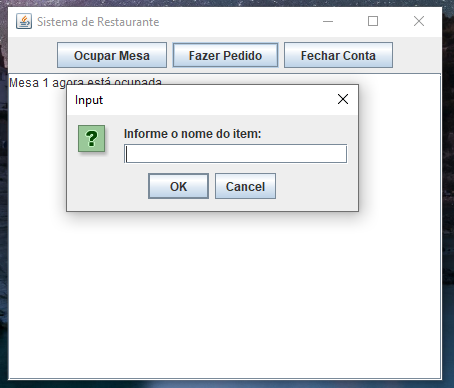 Sistema de Restaurante
Ocupar Mesa
Fazer Pedido
Fechar Conta
Mesa 1 agora está ocupada
Input
?
Informe o nome do item:
OK
Cancel